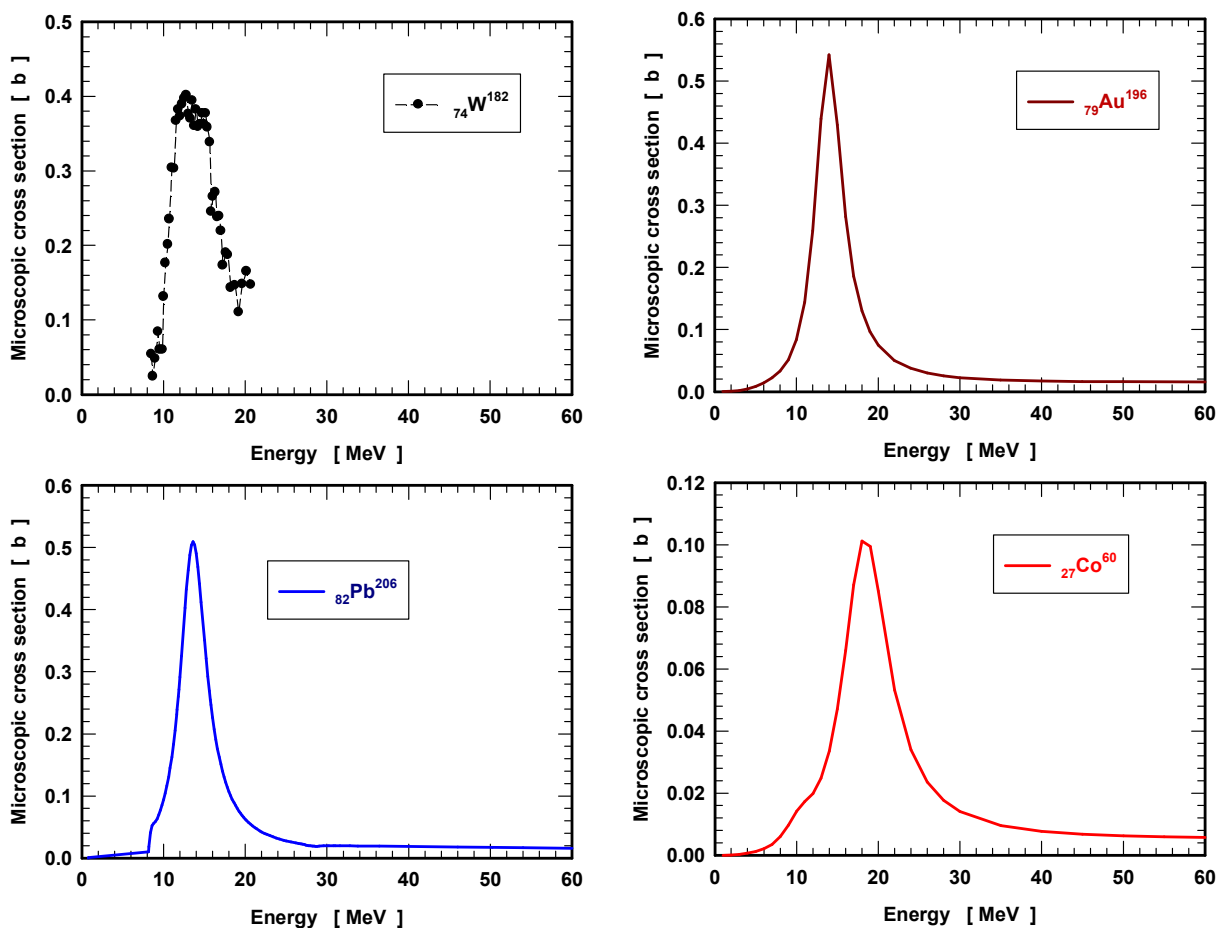 Microscopic cross section [ b ]
0.5
0.4
0.3
0.2
0.1
0.0
₇₄W¹⁸²
0 10 20 30 40 50 60
Energy [ MeV ]
Microscopic cross section [ b ]
0.6
0.5
0.4
0.3
0.2
0.1
0.0
₇₉Au¹⁹⁶
0 10 20 30 40 50 60
Energy [ MeV ]
Microscopic cross section [ b ]
0.6
0.5
0.4
0.3
0.2
0.1
0.0
₈₂Pb²⁰⁶
0 10 20 30 40 50 60
Energy [ MeV ]
Microscopic cross section [ b ]
0.12
0.10
0.08
0.06
0.04
0.02
0.00
₂₇Co⁶⁰
0 10 20 30 40 50 60
Energy [ MeV ]